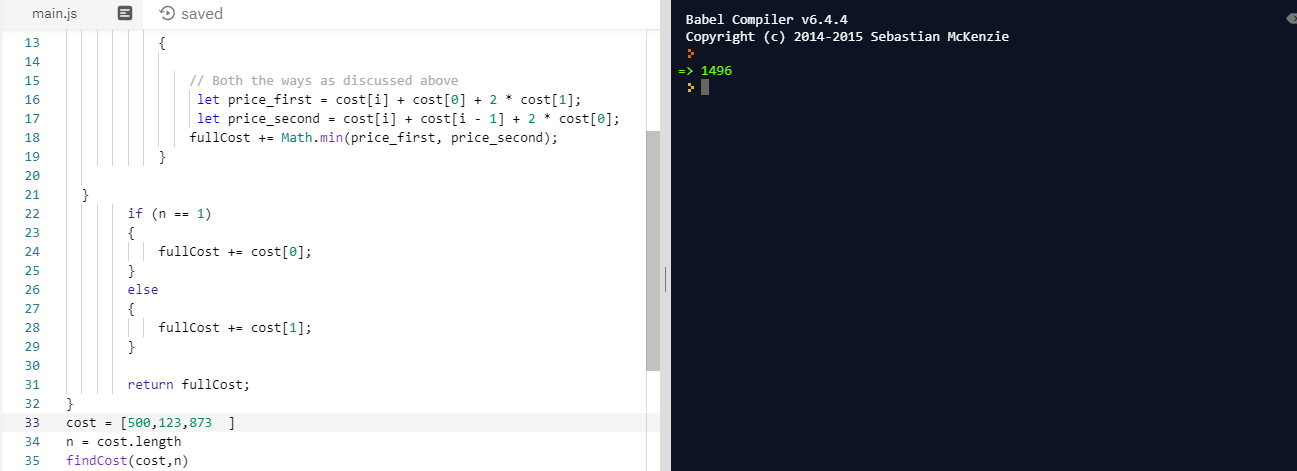 main.js saved
13 {
14
15 // Both the ways as discussed above
16 let price_first = cost[i] + cost[0] + 2 * cost[1];
17 let price_second = cost[i] + cost[i - 1] + 2 * cost[0];
18 fullCost += Math.min(price_first, price_second);
19 }
20
21 }
22 if (n == 1)
23 {
24 fullCost += cost[0];
25 }
26 else
27 {
28 fullCost += cost[1];
29 }
30
31 return fullCost;
32 }
33 cost = [500,123,873 ]
34 n = cost.length
35 findCost(cost,n)
Babel Compiler v6.4.4
Copyright (c) 2014-2015 Sebastian McKenzie
=> 1496